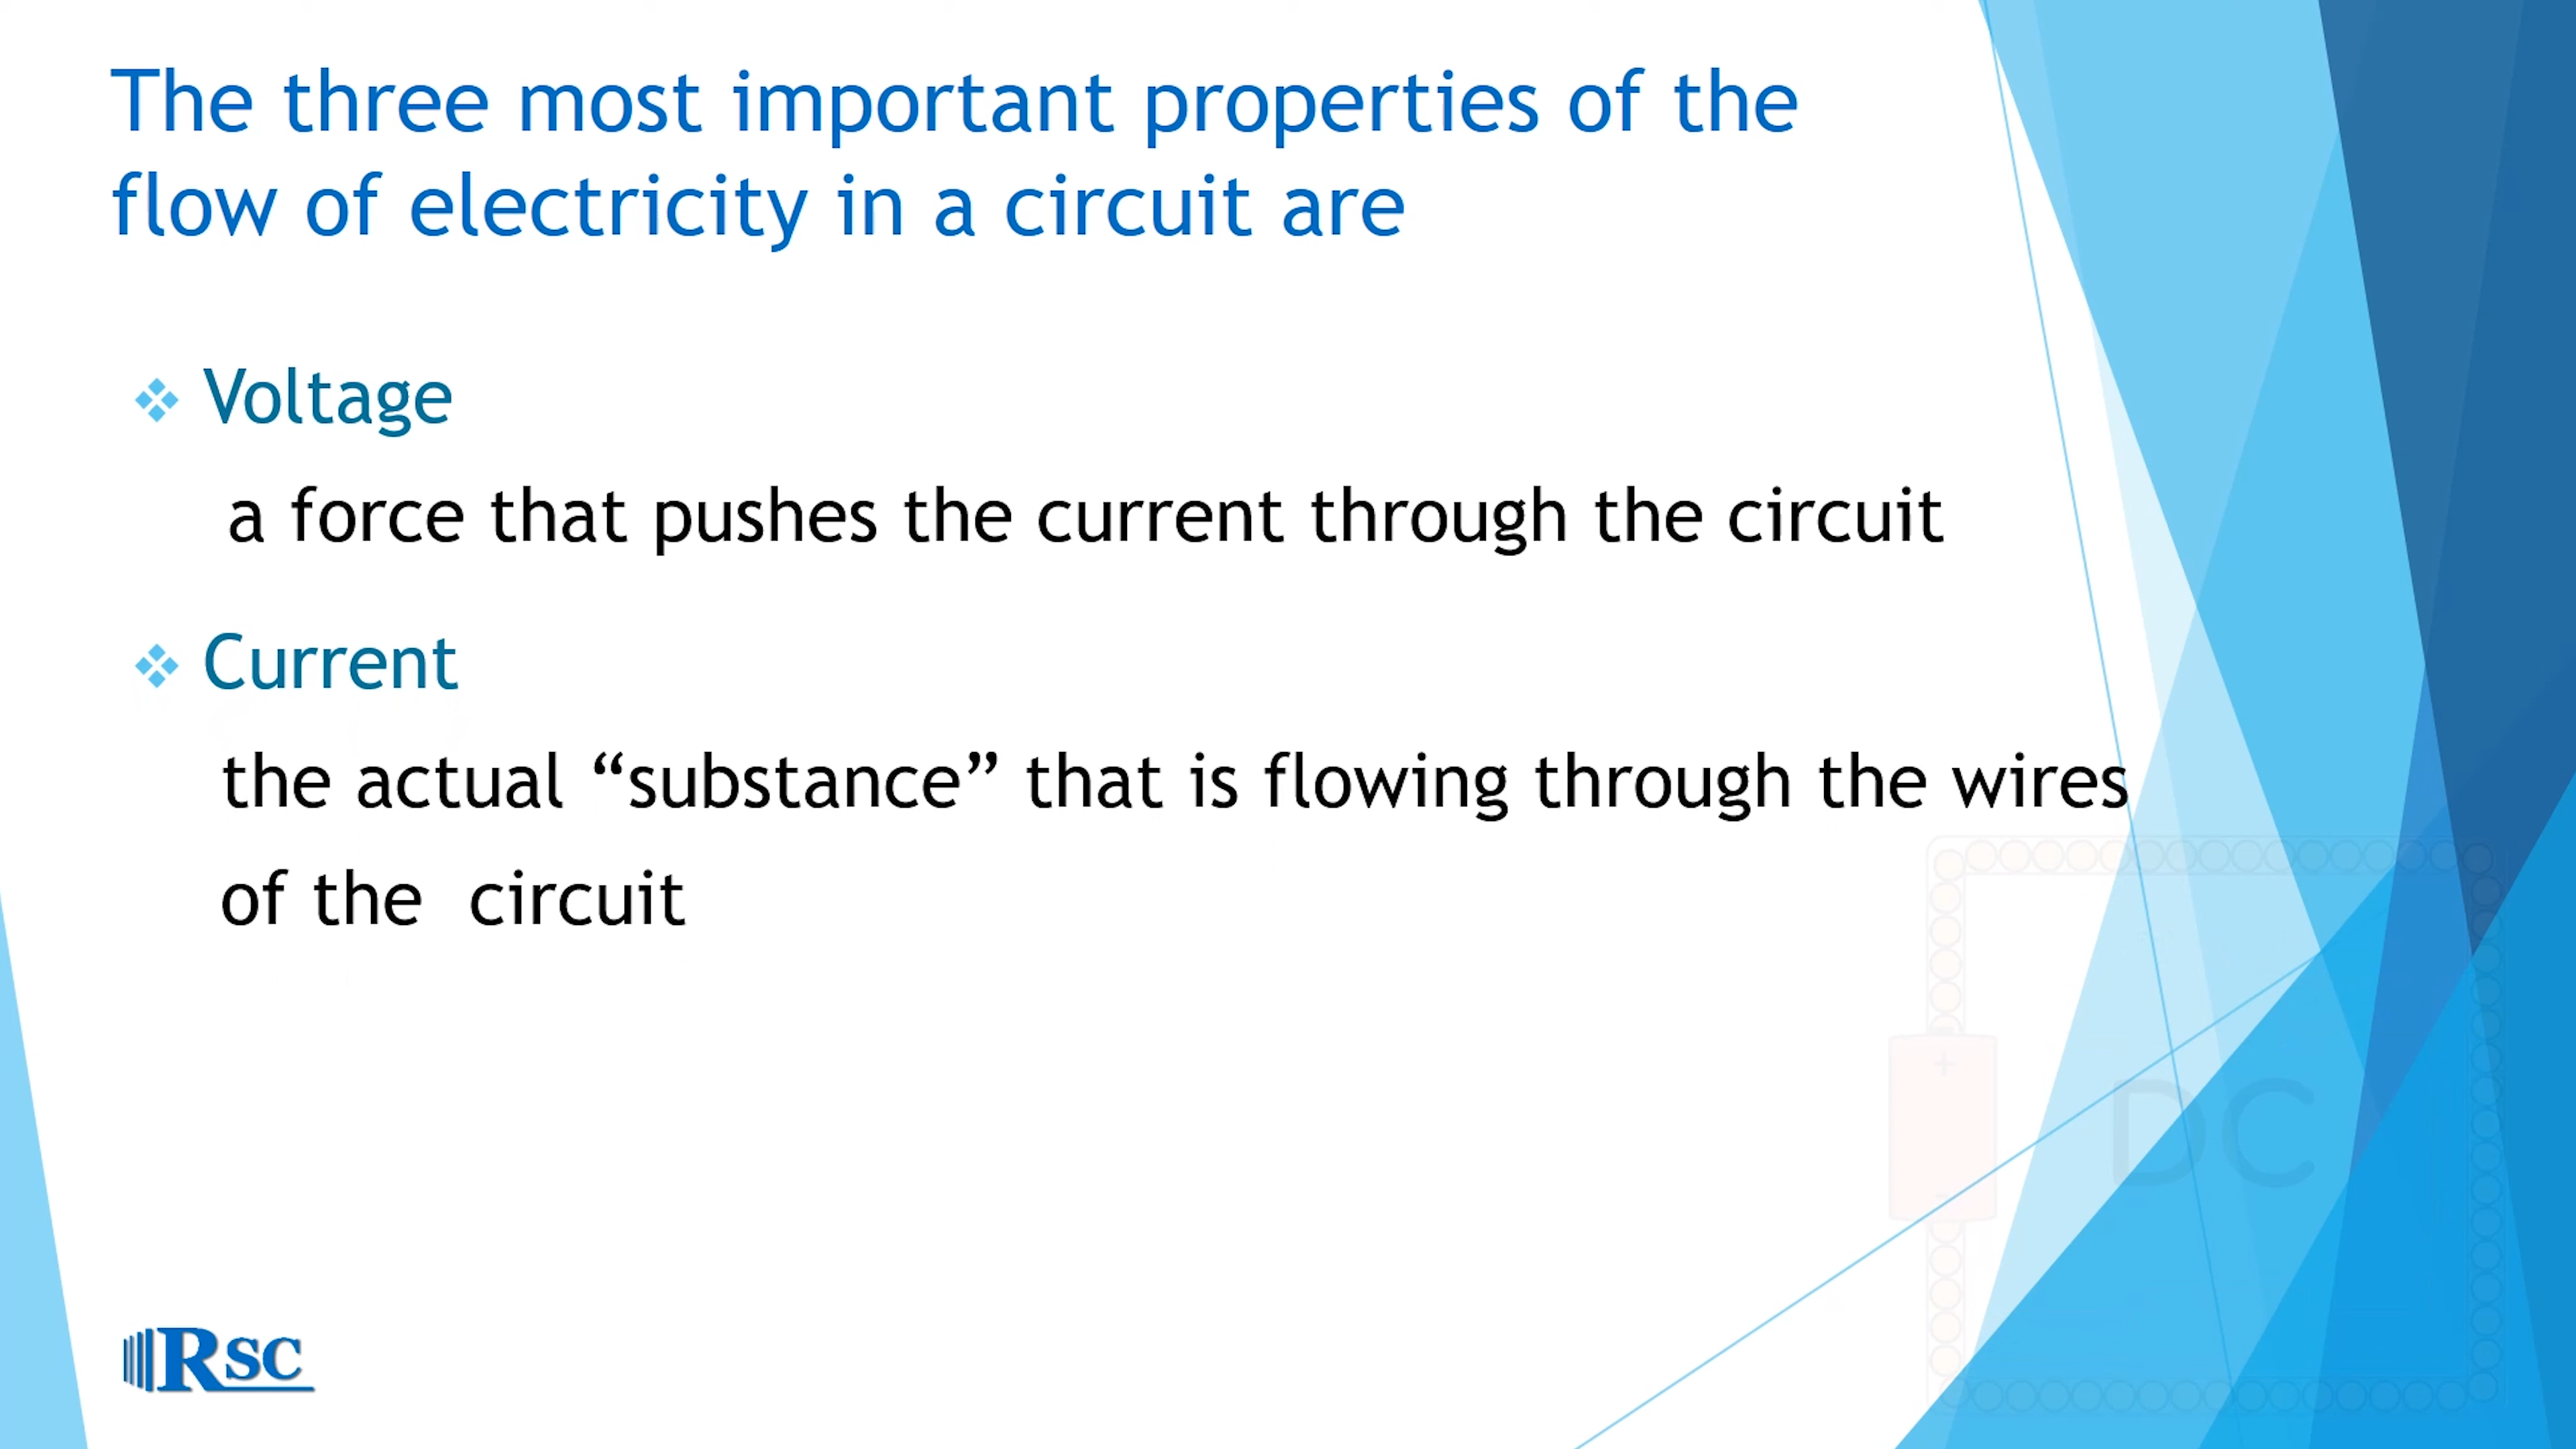 The three most important properties of the
flow of electricity in a circuit are
Voltage
a force that pushes the current through the circuit
Current
the actual “substance” that is flowing through the wires
of the circuit
+
DC
RSC